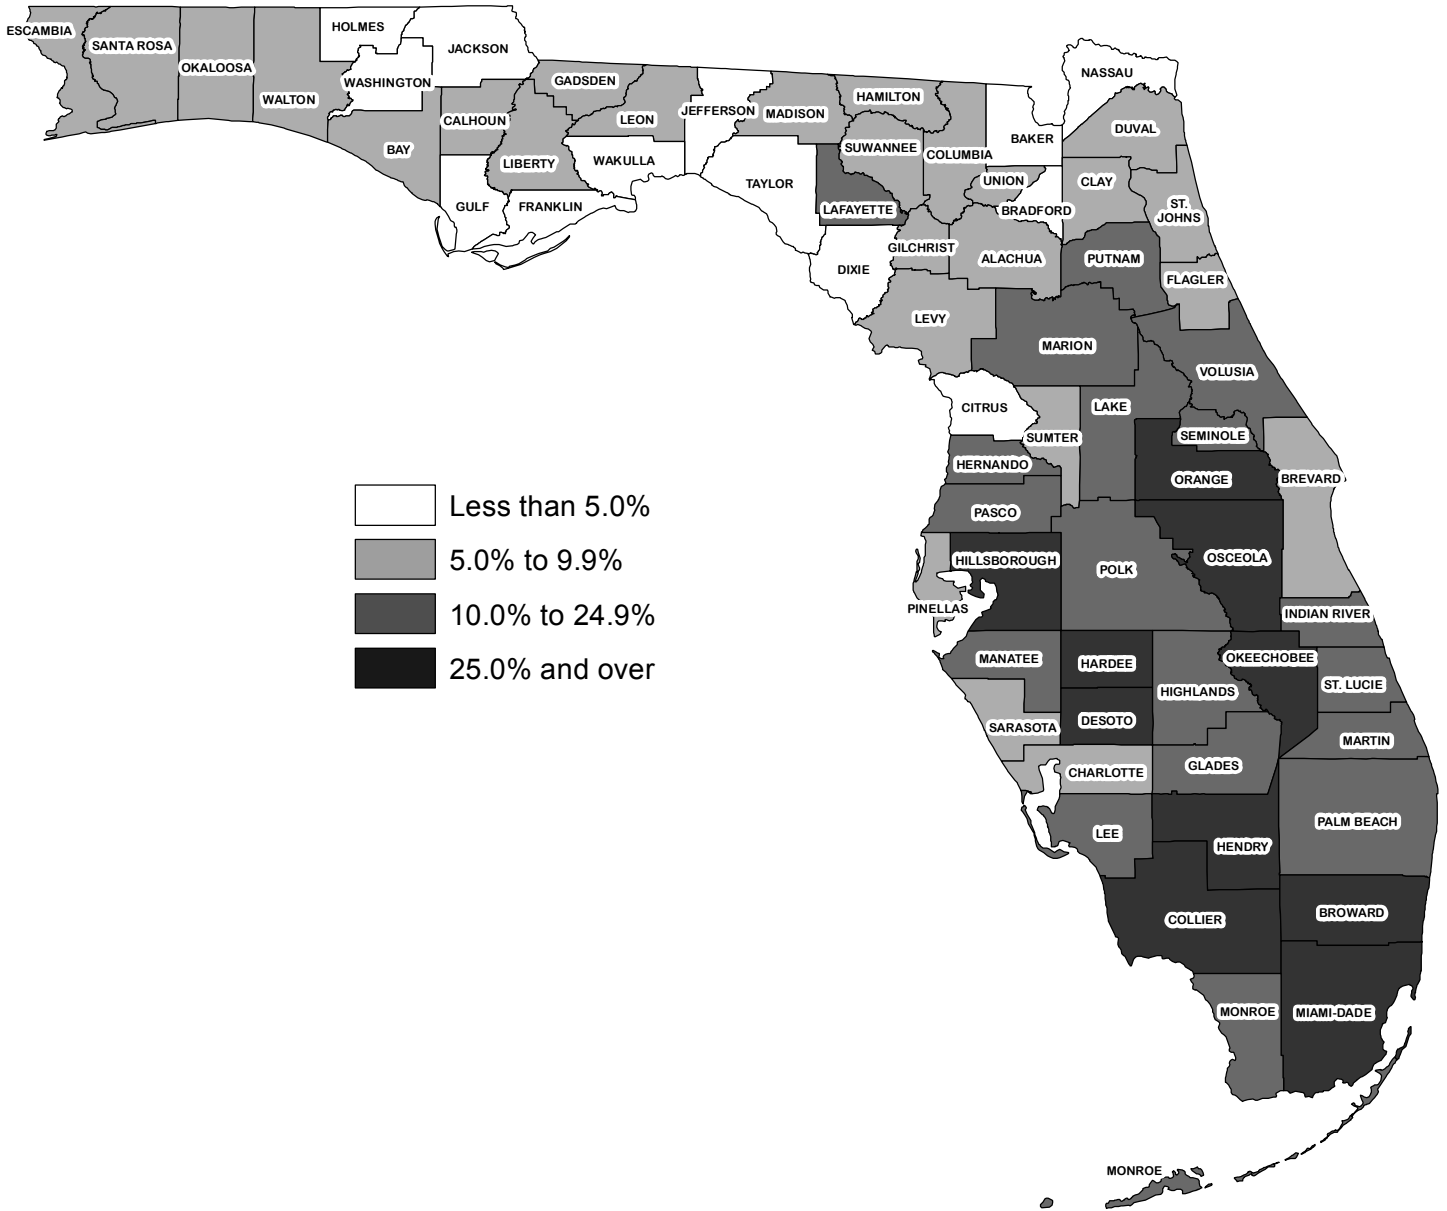 ESCAMBIA
SANTA ROSA
OKALOOSA
WALTON
HOLMES
WASHINGTON
JACKSON
BAY
CALHOUN
GULF
GADSDEN
LIBERTY
FRANKLIN
LEON
WAKULLA
JEFFERSON
MADISON
TAYLOR
HAMILTON
SUWANNEE
LAFAYETTE
DIXIE
COLUMBIA
GILCHRIST
LEVY
BAKER
UNION
BRADFORD
ALACHUA
NASSAU
DUVAL
CLAY
ST.
JOHNS
PUTNAM
FLAGLER
MARION
VOLUSIA
CITRUS
SUMTER
LAKE
SEMINOLE
HERNANDO
ORANGE
BREVARD
PASCO
HILLSBOROUGH
POLK
OSCEOLA
PINELLAS
INDIAN RIVER
MANATEE
HARDEE
HIGHLANDS
OKEECHOBEE
ST. LUCIE
SARASOTA
DESOTO
MARTIN
CHARLOTTE
GLADES
LEE
HENDRY
PALM BEACH
COLLIER
BROWARD
MONROE
MIAMI-DADE
MONROE
Less than 5.0%
5.0% to 9.9%
10.0% to 24.9%
25.0% and over